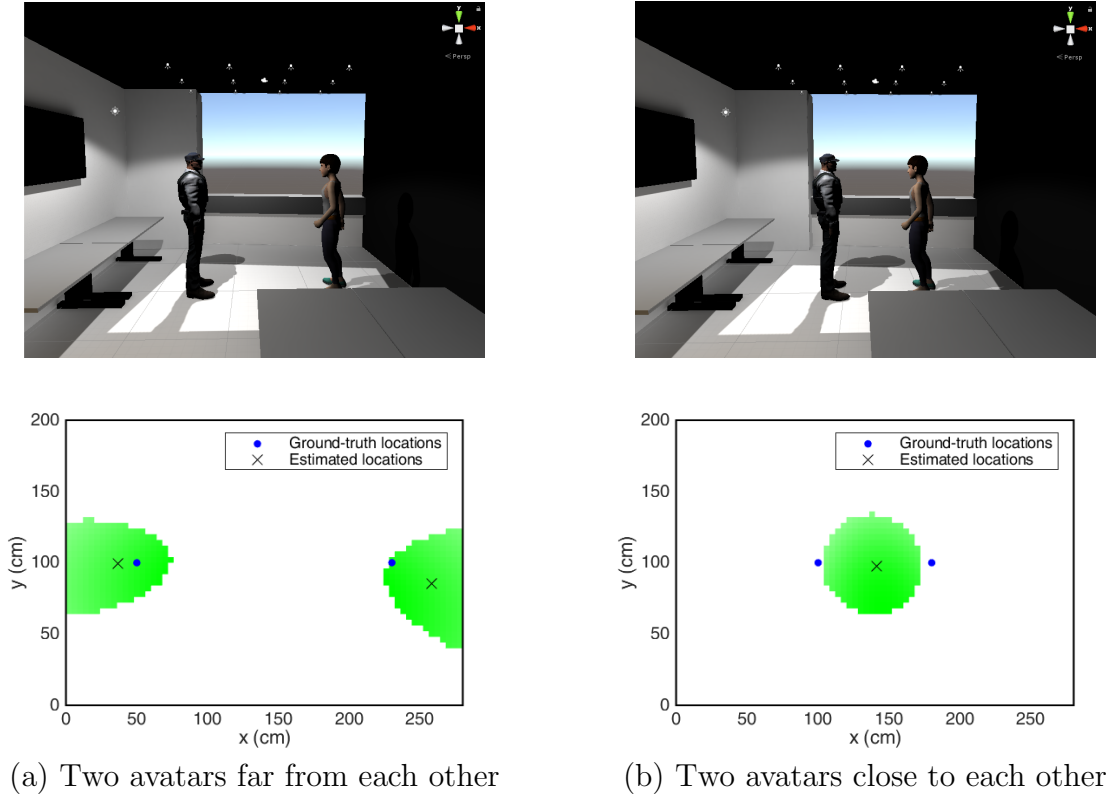 y
x
< Persp
y
x
< Persp
200
150
100
50
0
y (cm)
0 50 100 150 200 250
x (cm)
Ground-truth locations
Estimated locations
200
150
100
50
0
y (cm)
0 50 100 150 200 250
x (cm)
Ground-truth locations
Estimated locations
(a) Two avatars far from each other
(b) Two avatars close to each other